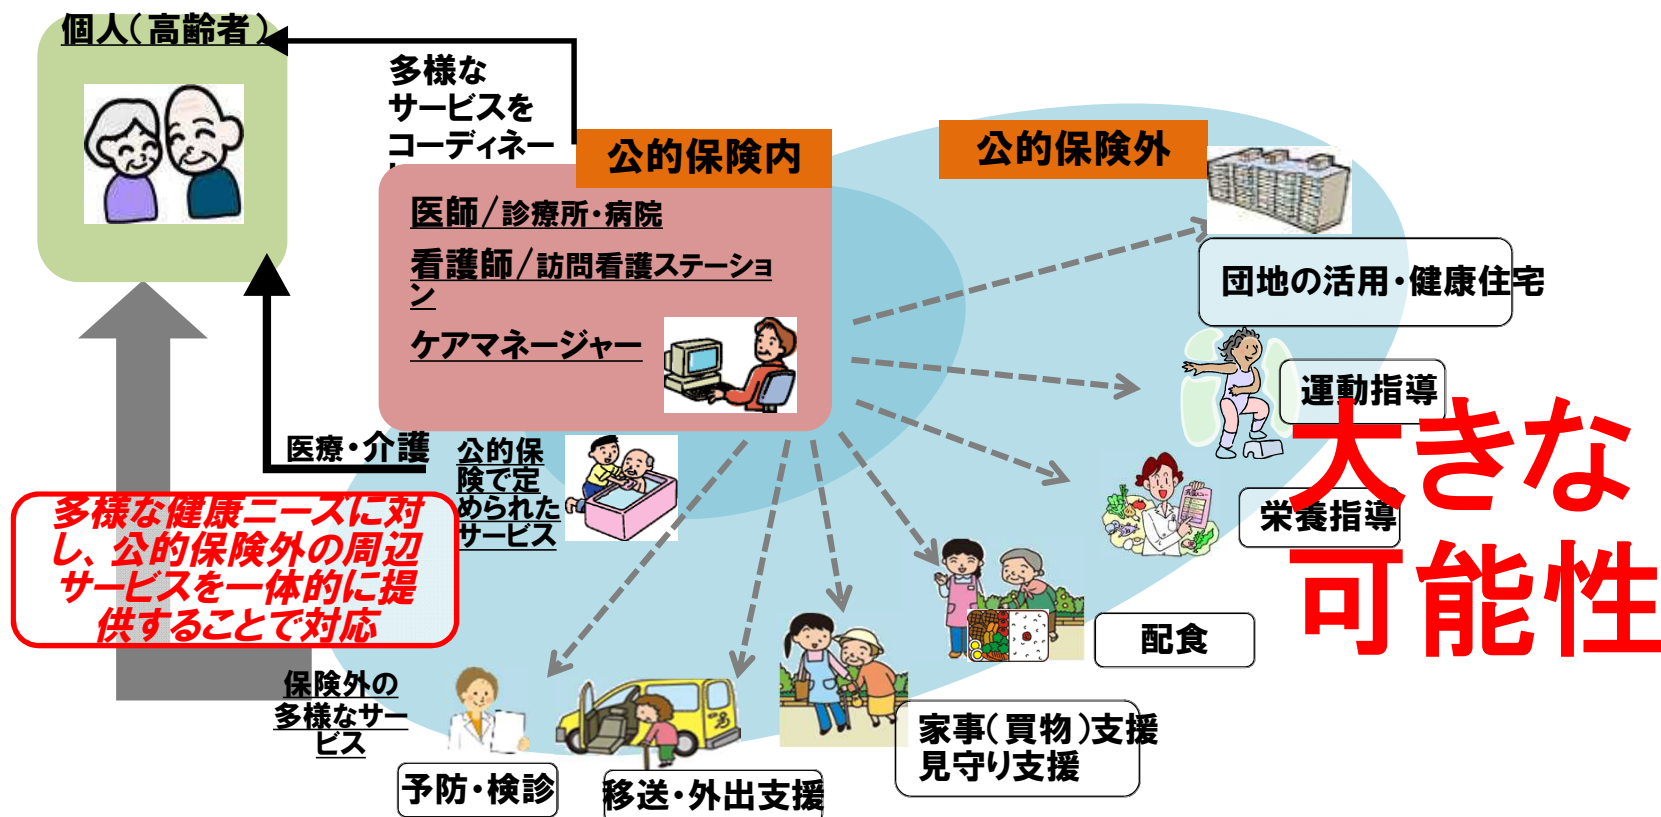 個人(高齢者)
多様な
サービスを
コーディネー
公的保険内
公的保険外
医師/診療所・病院
看護師/訪問看護ステーショ
ン
ケアマネージャー
団地の活用・健康住宅
運動指導
大きな
可能性
栄養指導
医療・介護
公的保
険で定
められた
サービス
多様な健康ニーズに対
し、公的保険外の周辺
サービスを一体的に提
供することで対応
配食
保険外の
多様なサー
ビス
家事(買物)支援
見守り支援
予防・検診
移送・外出支援